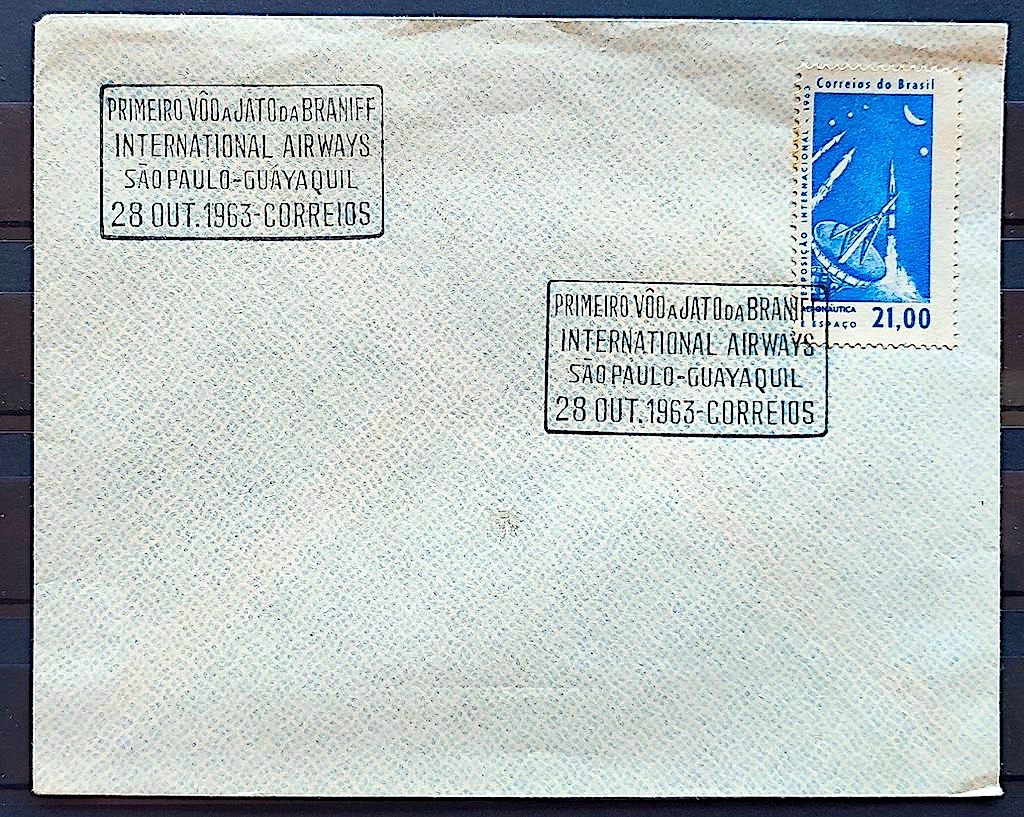 PRIMEIRO VÔO A JATO DA BRANIFF
INTERNATIONAL AIRWAYS
SÃO PAULO-GUAYAQUIL
28 OUT. 1963-CORREIOS
Correios do Brasil
EXPOSIÇÃO INTERNACIONAL - 1963
AERONÁUTICA
E ESPAÇO
21,00
PRIMEIRO VÔO A JATO DA BRANIFF
INTERNATIONAL AIRWAYS
SÃO PAULO-GUAYAQUIL
28 OUT. 1963-CORREIOS